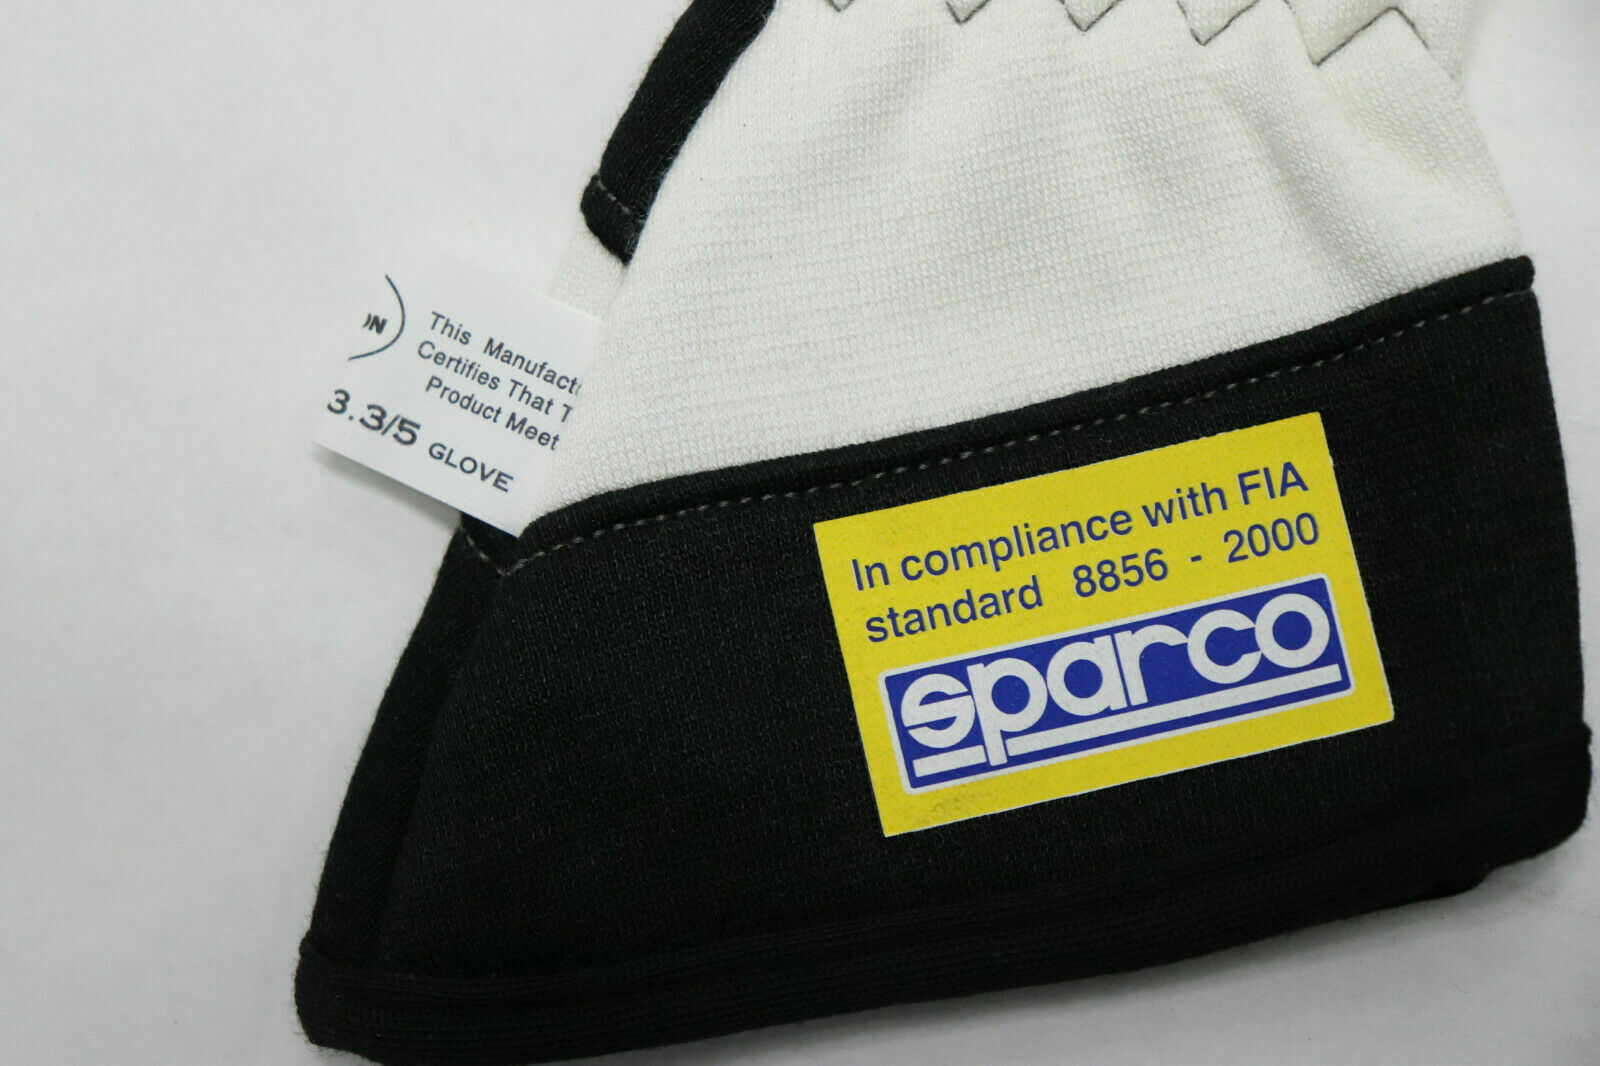 This Manufact
Certifies That T
Product Meet
3.3/5 GLOVE
In compliance with FIA
standard 8856 - 2000
sparco